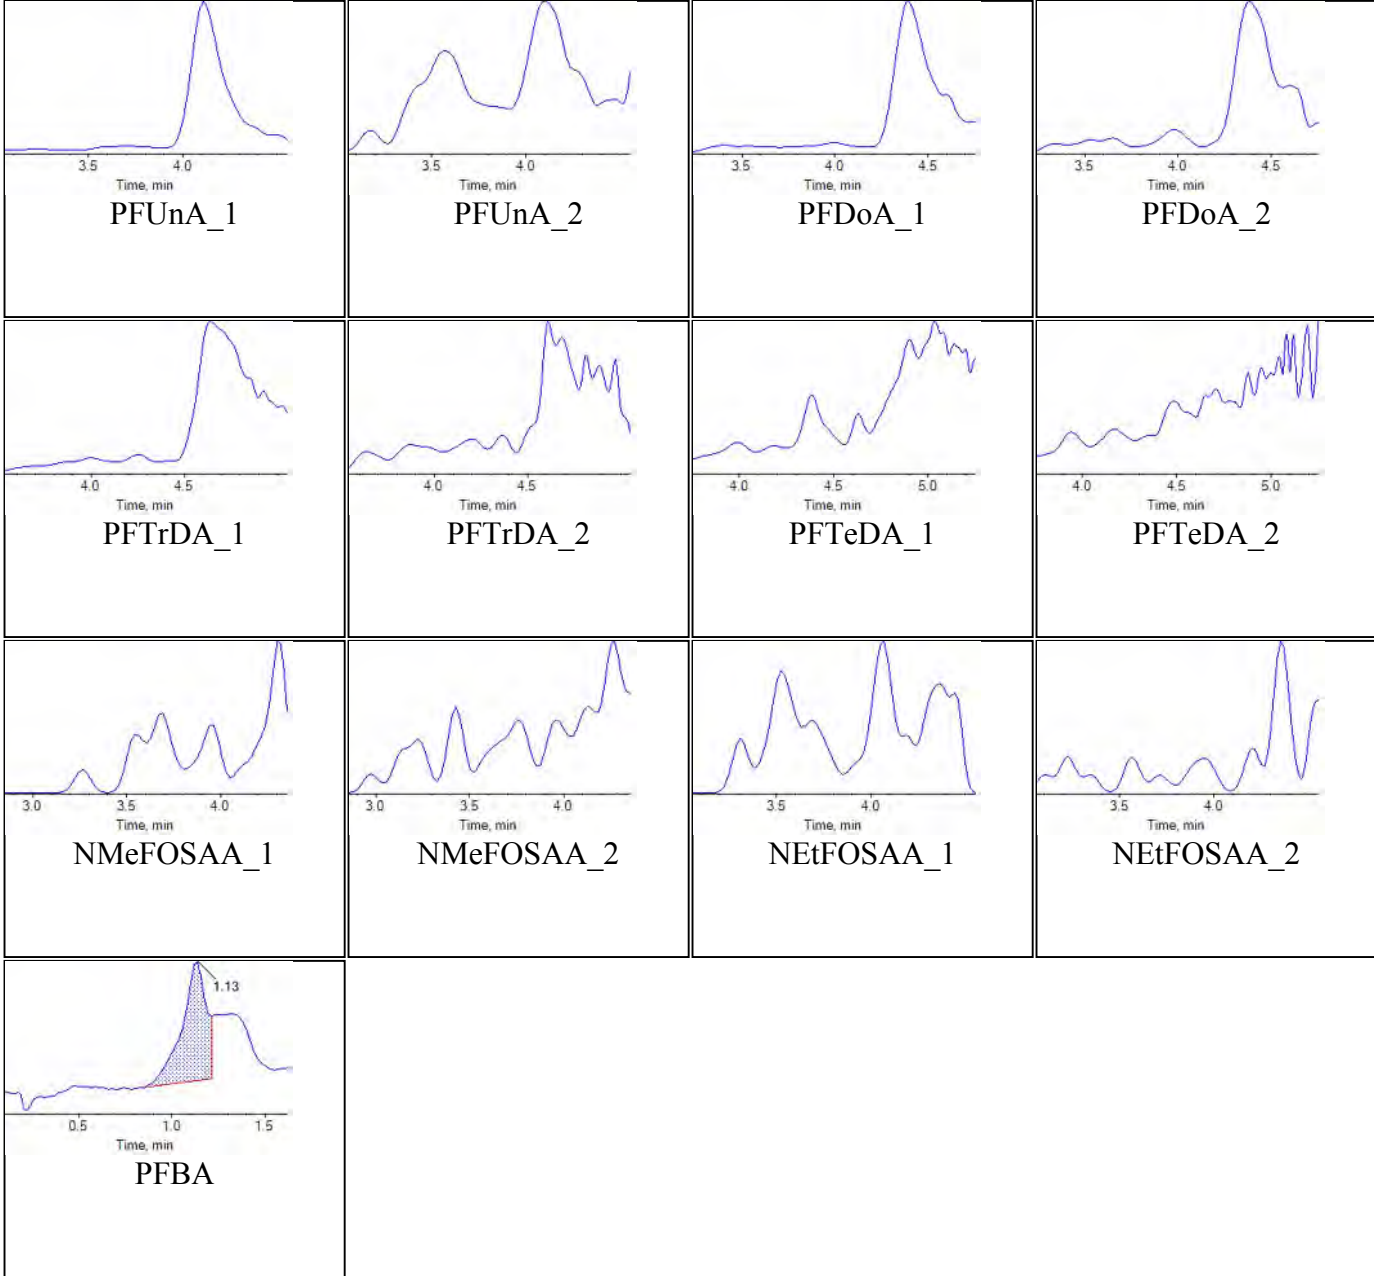 3.5 4.0
Time, min
PFUnA_1
3.5 4.0
Time, min
PFUnA_2
3.5 4.0 4.5
Time, min
PFDoA_1
3.5 4.0 4.5
Time, min
PFDoA_2
4.0 4.5
Time, min
PFTrDA_1
4.0 4.5
Time, min
PFTrDA_2
4.0 4.5 5.0
Time, min
PFTeDA_1
4.0 4.5 5.0
Time, min
PFTeDA_2
3.0 3.5 4.0
Time, min
NMeFOSAA_1
3.0 3.5 4.0
Time, min
NMeFOSAA_2
3.5 4.0
Time, min
NEtFOSAA_1
3.5 4.0
Time, min
NEtFOSAA_2
1.13
0.5 1.0 1.5
Time, min
PFBA